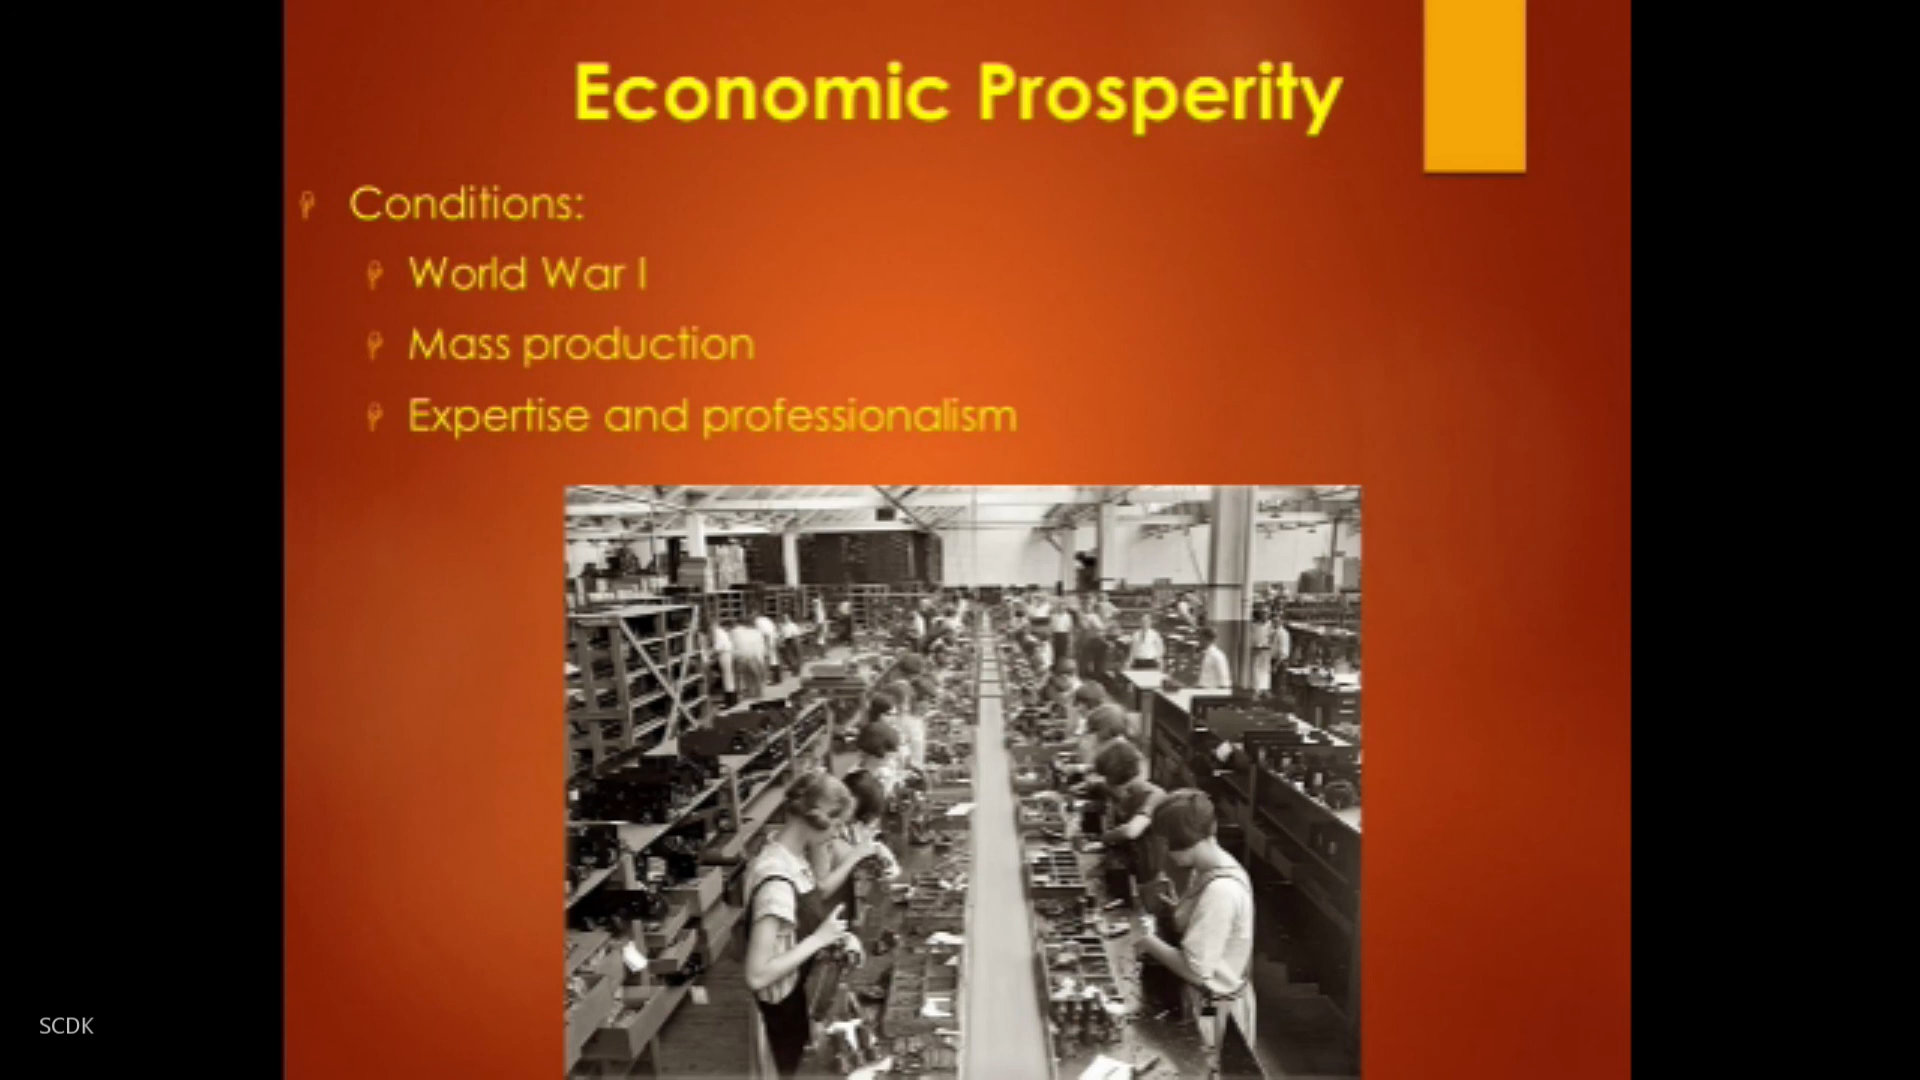 Economic Prosperity
Conditions:
World War I
Mass production
Expertise and professionalism
SCDK